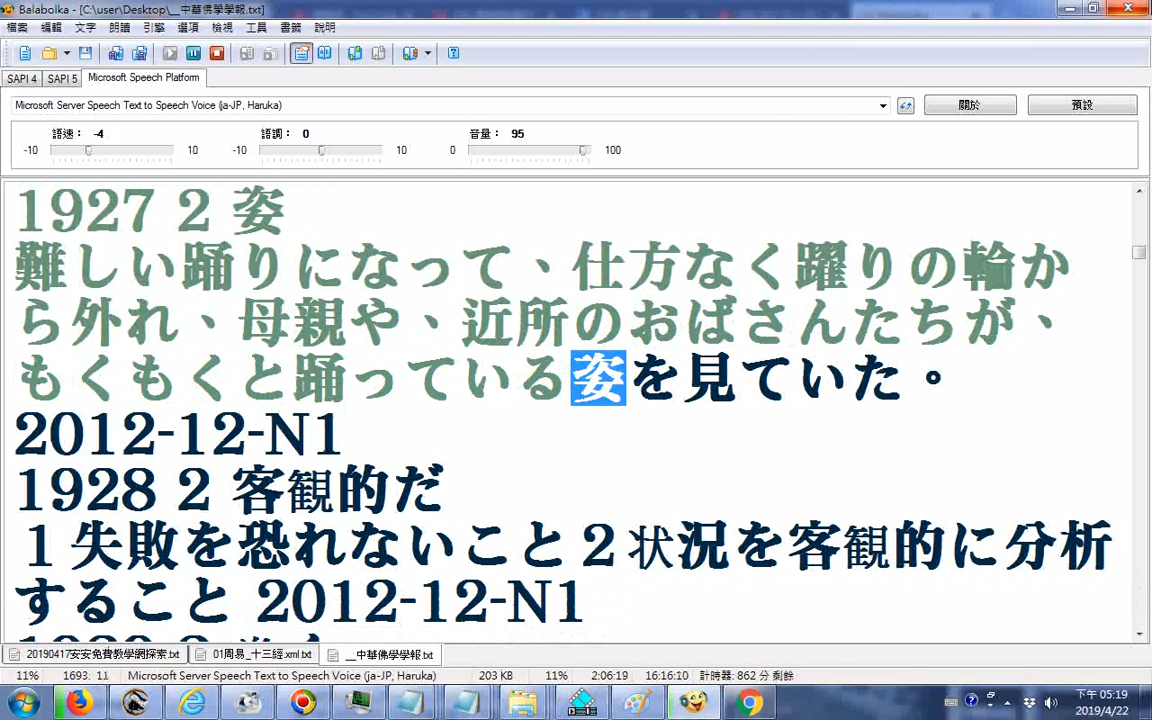 Balabolka - [C:\user\Desktop\__中華佛學學報.txt]
檔案 編輯 文字 朗讀 引擎 選項 檢視 工具 書籤 說明
SAPI 4 SAPI 5 Microsoft Speech Platform
Microsoft Server Speech Text to Speech Voice (ja-JP, Haruka) 關於 預設
語速： -4 語調： 0 音量： 95
-10 10 -10 10 0 100
1927 2 姿
難しい踊りになって、仕方なく躍りの輪か
ら外れ、母親や、近所のおばさんたちが、
もくもくと踊っている姿を見ていた。
2012-12-N1
1928 2 客観的だ
１失敗を恐れないこと２状況を客観的に分析
すること 2012-12-N1
20190417安安免費教學網探索.txt 01周易_十三經.txt __中華佛學學報.txt
11% 1693: 11 Microsoft Server Speech Text to Speech Voice (ja-JP, Haruka) 203 KB 11% 2:06:19 16:16:10 計時器: 862 分 剩餘
下午 05:19
2019/4/22